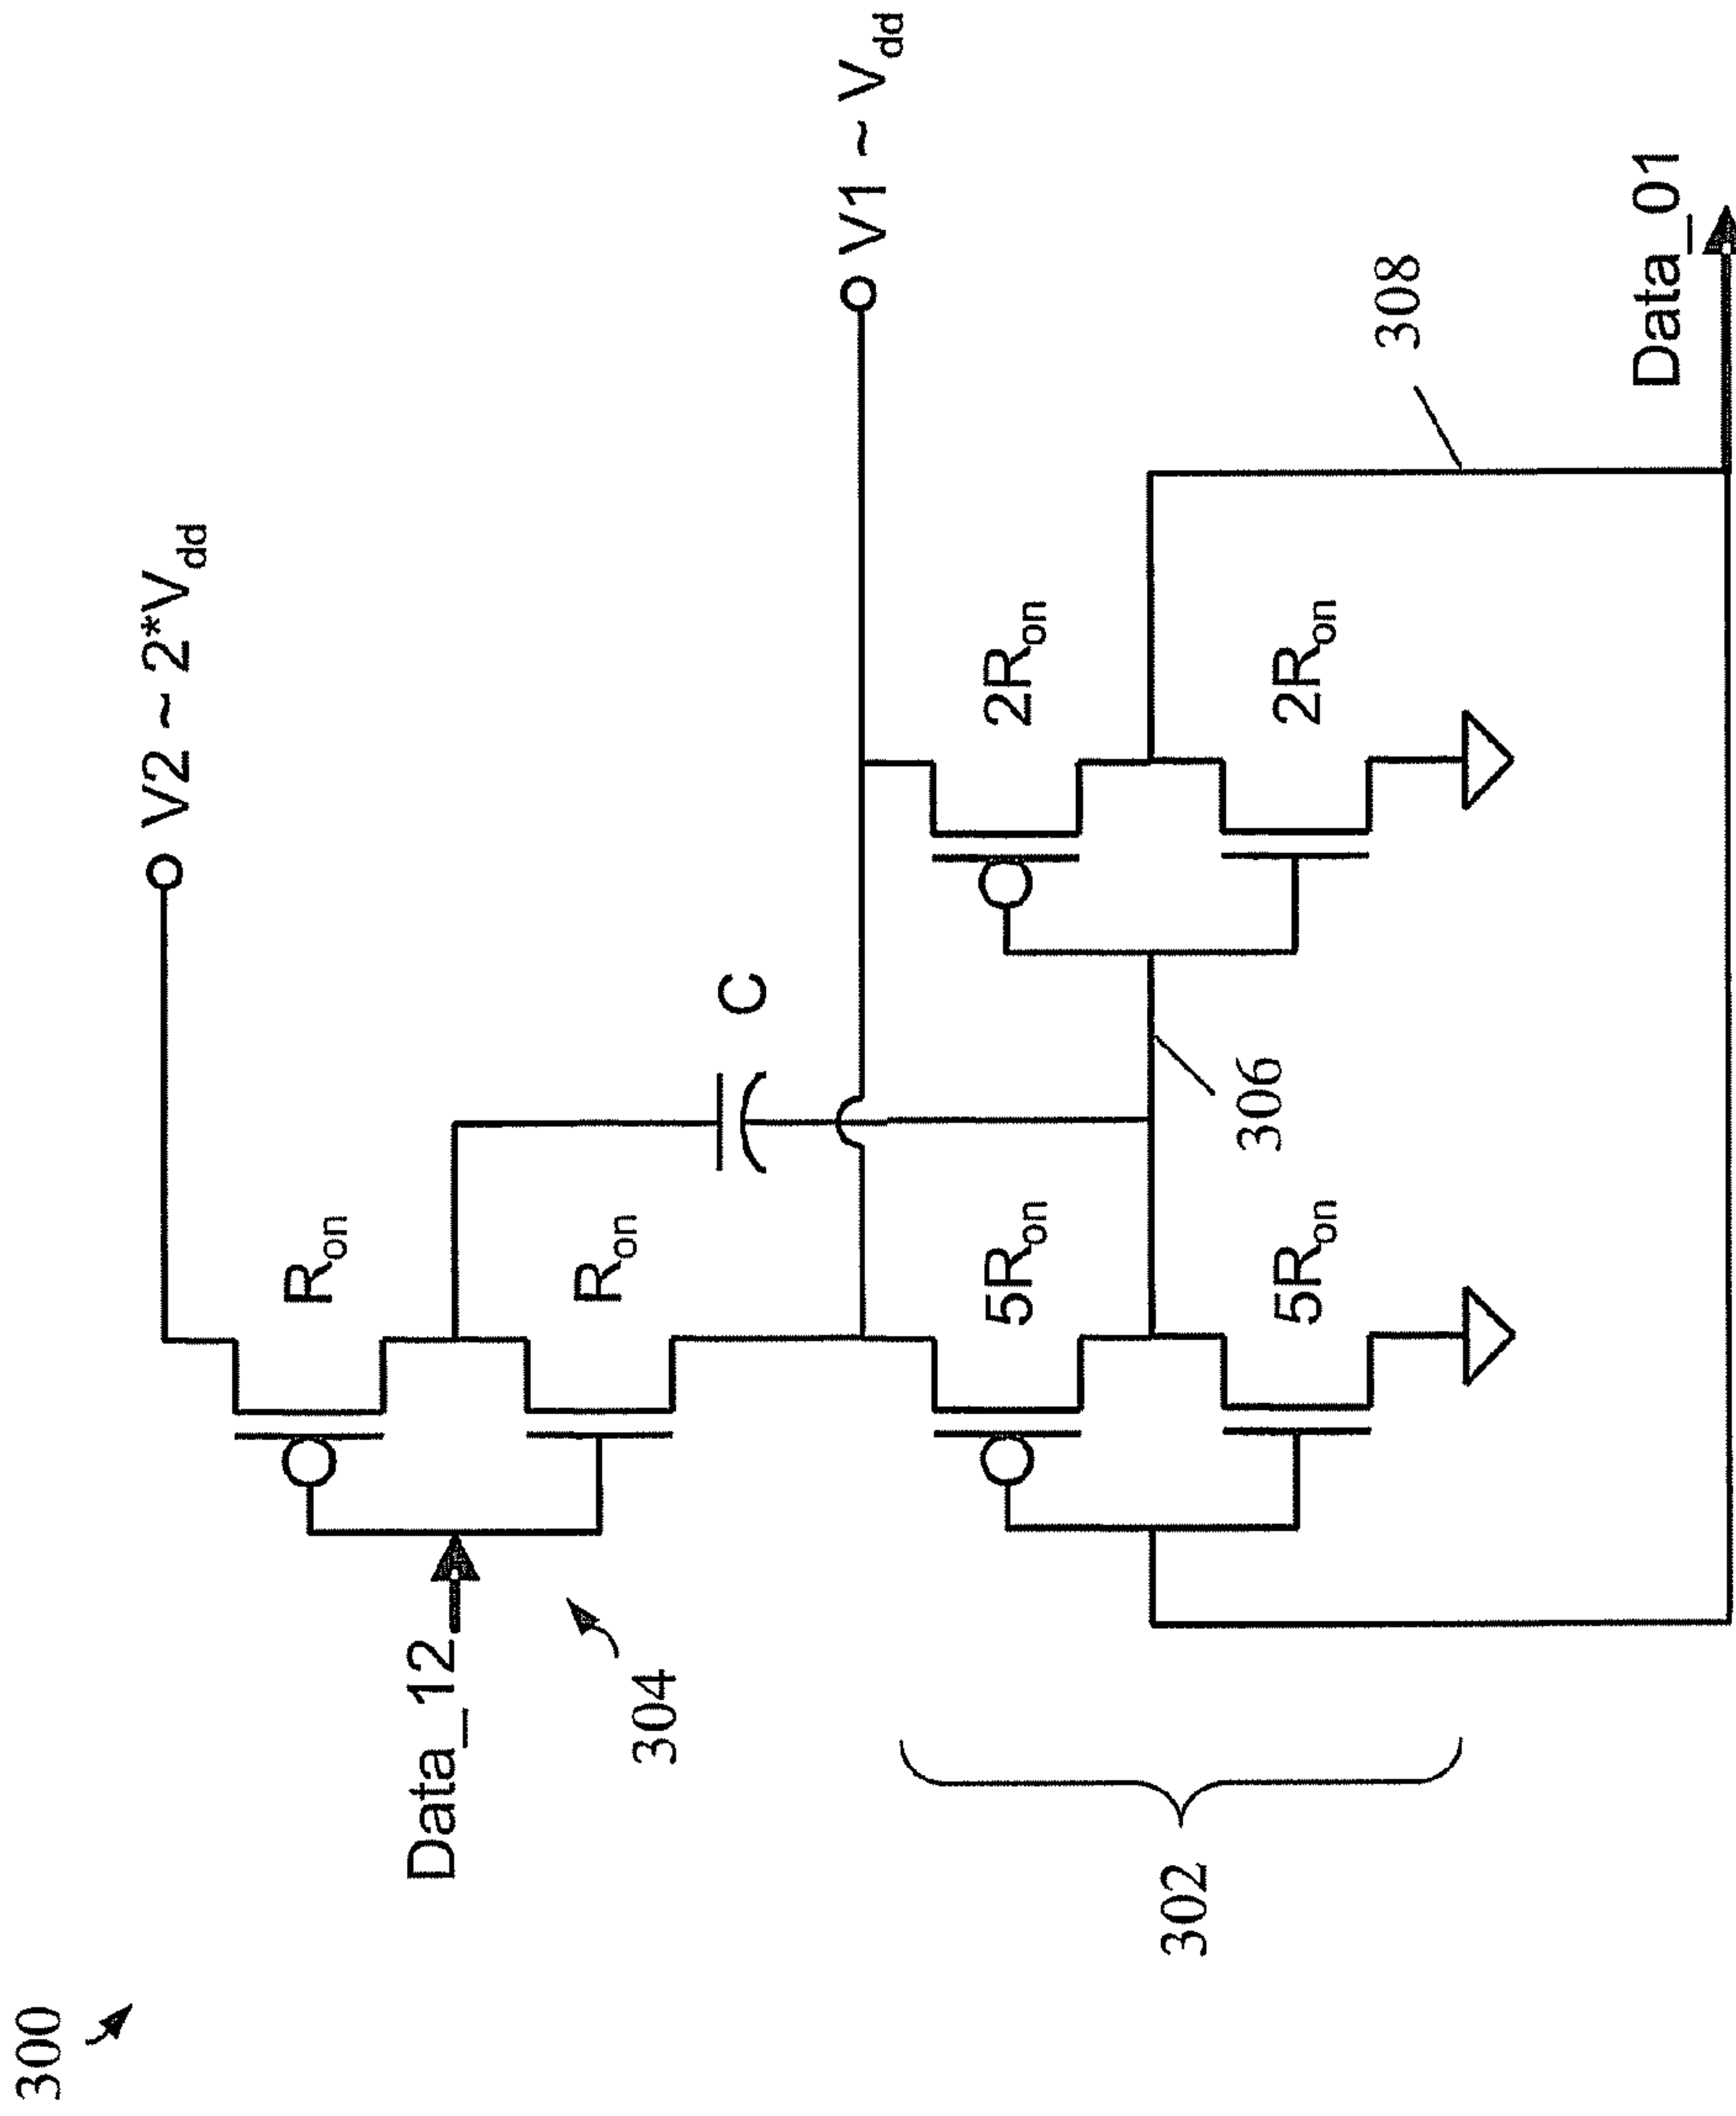 300
V2 ~ 2*Vdd
Ron
Data_12
Ron
304
C
V1 ~ Vdd
5Ron
2Ron
302
306
308
5Ron
2Ron
Data_01